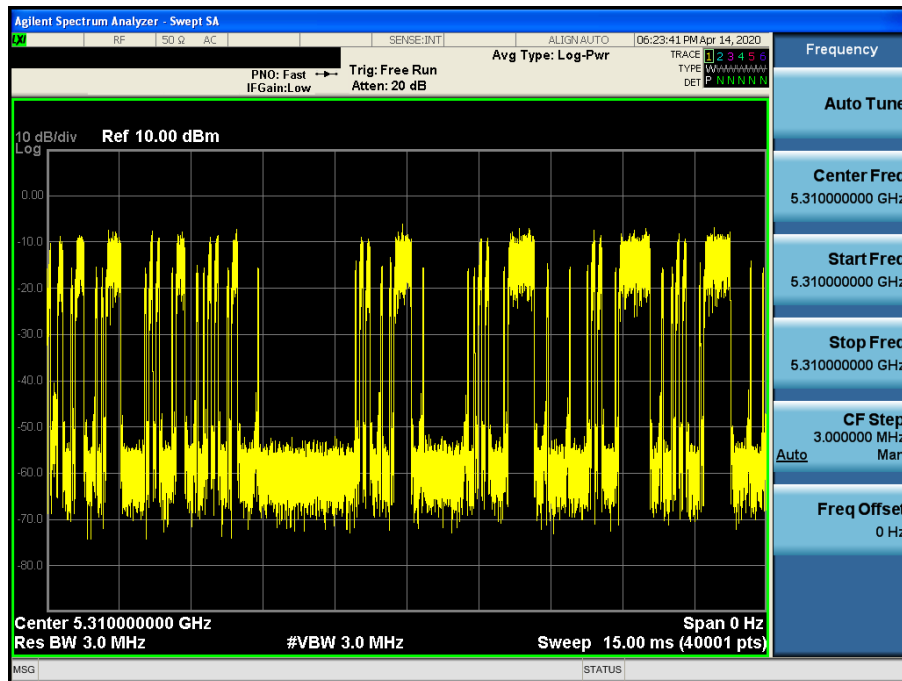 Agilent Spectrum Analyzer - Swept SA
LXI RF 50 Ω AC SENSE:INT ALIGN AUTO 06:23:41 PM Apr 14, 2020
Avg Type: Log-Pwr TRACE 1 2 3 4 5 6
PNO: Fast Trig: Free Run TYPE WWWWWW
IFGain:Low Atten: 20 dB DET P N N N N N
10 dB/div Ref 10.00 dBm
Log
0.00
-10.0
-20.0
-30.0
-40.0
-50.0
-60.0
-70.0
-80.0
Center 5.310000000 GHz Span 0 Hz
Res BW 3.0 MHz #VBW 3.0 MHz Sweep 15.00 ms (40001 pts)
MSG STATUS
Frequency
Auto Tune
Center Freq
5.310000000 GHz
Start Freq
5.310000000 GHz
Stop Freq
5.310000000 GHz
CF Step
3.000000 MHz
Auto Man
Freq Offset
0 Hz